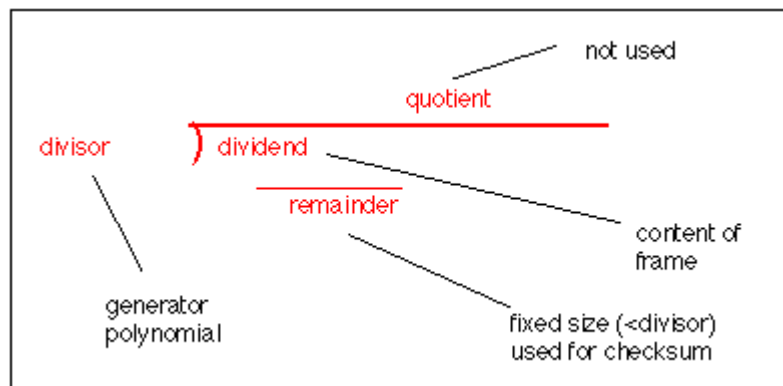 not used
quotient
divisor
dividend
remainder
content of
frame
generator
polynomial
fixed size (<divisor)
used for checksum